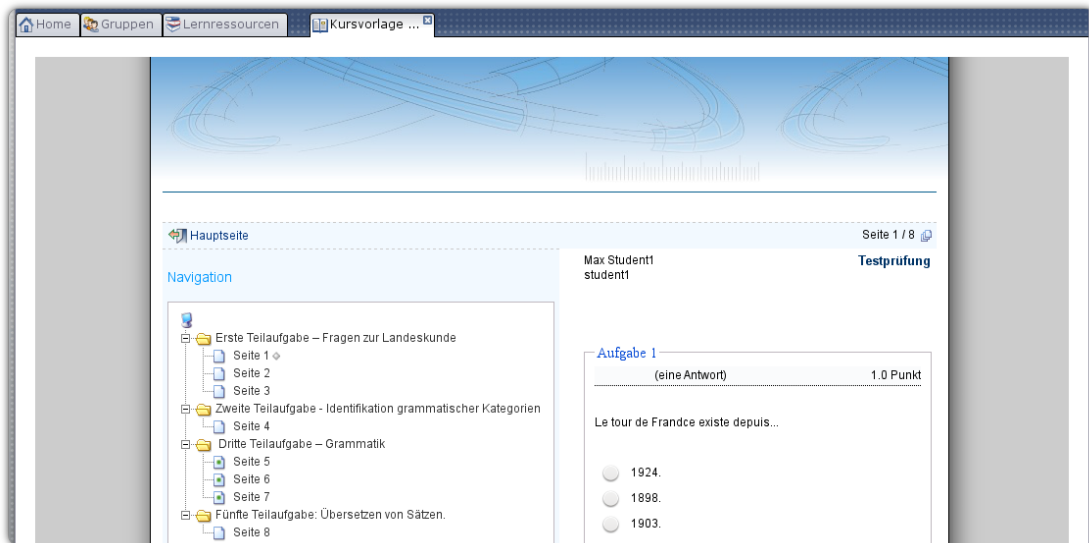 Home Gruppen Lernressourcen Kursvorlage ...
Hauptseite
Seite 1 / 8
Navigation
Erste Teilaufgabe – Fragen zur Landeskunde
Seite 1
Seite 2
Seite 3
Zweite Teilaufgabe - Identifikation grammatischer Kategorien
Seite 4
Dritte Teilaufgabe – Grammatik
Seite 5
Seite 6
Seite 7
Fünfte Teilaufgabe: Übersetzen von Sätzen.
Seite 8
Max Student1
student1
Testprüfung
Aufgabe 1
(eine Antwort) 1.0 Punkt
Le tour de Frandce existe depuis...
1924.
1898.
1903.